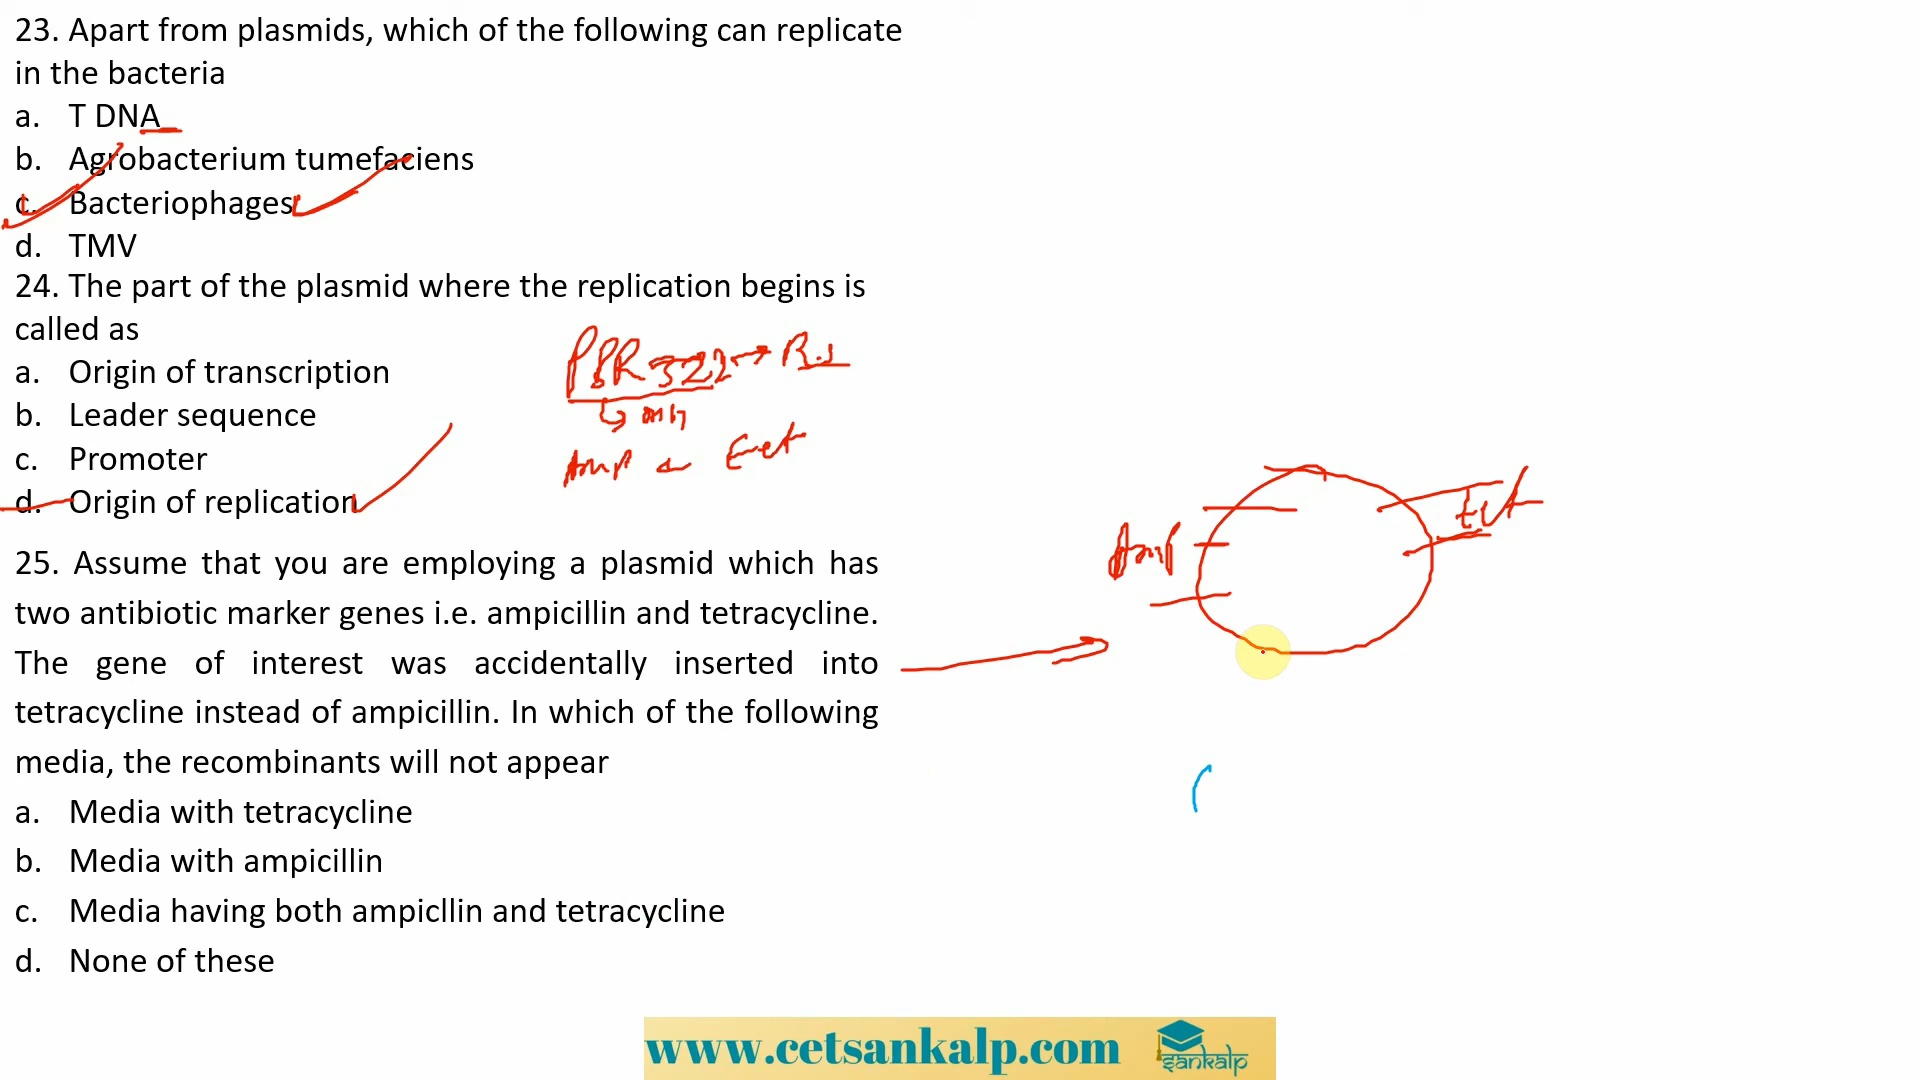 23. Apart from plasmids, which of the following can replicate
in the bacteria
a. T DNA
b. Agrobacterium tumefaciens
c. Bacteriophages
d. TMV
24. The part of the plasmid where the replication begins is
called as
a. Origin of transcription
b. Leader sequence
c. Promoter
d. Origin of replication
PBR322
Amp
25. Assume that you are employing a plasmid which has
two antibiotic marker genes i.e. ampicillin and tetracycline.
The gene of interest was accidentally inserted into
tetracycline instead of ampicillin. In which of the following
media, the recombinants will not appear
a. Media with tetracycline
b. Media with ampicillin
c. Media having both ampicllin and tetracycline
d. None of these
Amp
www.cetsankalp.com
sankalp